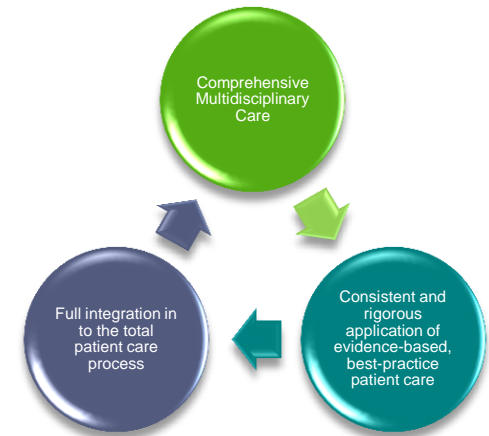 Comprehensive
Multidisciplinary
Care
Consistent and
rigorous
application of
evidence-based,
best-practice
patient care
Full integration in
to the total
patient care
process